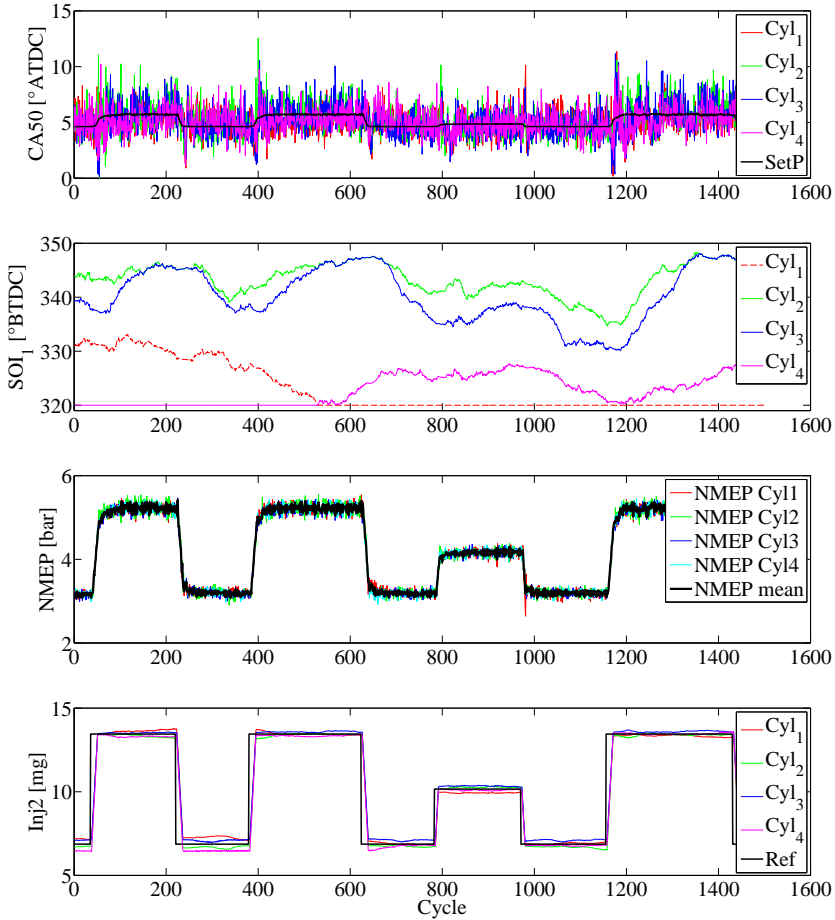 15
10
5
0
CA50 [°ATDC]
0 200 400 600 800 1000 1200 1400 1600
Cyl1
Cyl2
Cyl3
Cyl4
SetP
350
340
330
320
SOI1 [°BTDC]
0 200 400 600 800 1000 1200 1400 1600
Cyl1
Cyl2
Cyl3
Cyl4
6
4
2
NMEP [bar]
0 200 400 600 800 1000 1200 1400 1600
NMEP Cyl1
NMEP Cyl2
NMEP Cyl3
NMEP Cyl4
NMEP mean
15
10
5
Inj2 [mg]
0 200 400 600 800 1000 1200 1400 1600
Cycle
Cyl1
Cyl2
Cyl3
Cyl4
Ref